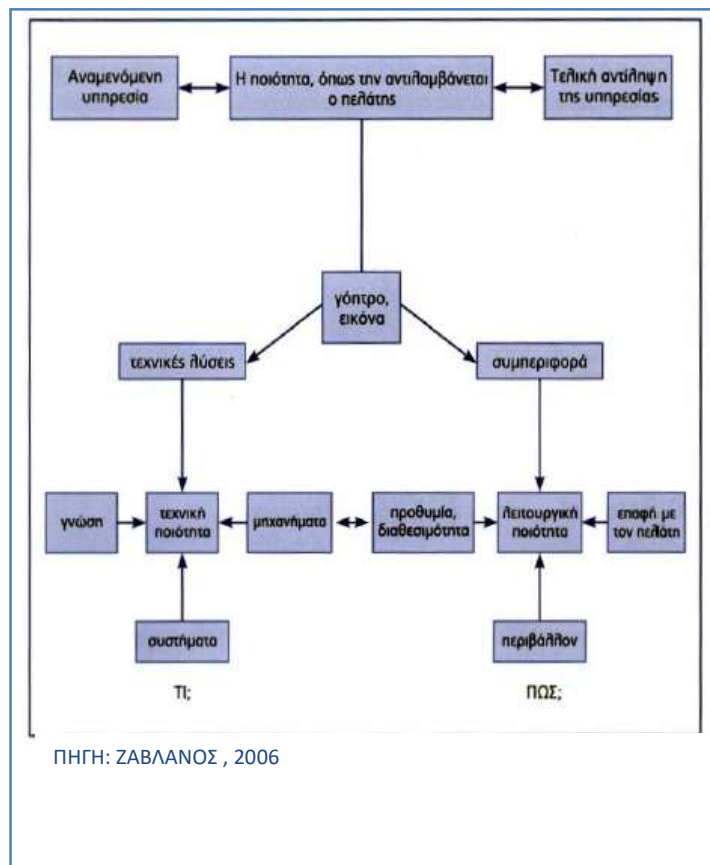 Αναμενόμενη
υπηρεσία
Η ποιότητα, όπως την αντιλαμβάνεται
ο πελάτης
Τελική αντίληψη
της υπηρεσίας
γόητρο,
εικόνα
τεχνικές λύσεις
συμπεριφορά
γνώση
τεχνική
ποιότητα
μηχανήματα
προθυμία,
διαθεσιμότητα
λειτουργική
ποιότητα
επαφή με
τον πελάτη
συστήματα
περιβάλλον
ΤΙ;
ΠΩΣ;
ΠΗΓΗ: ΖΑΒΛΑΝΟΣ , 2006